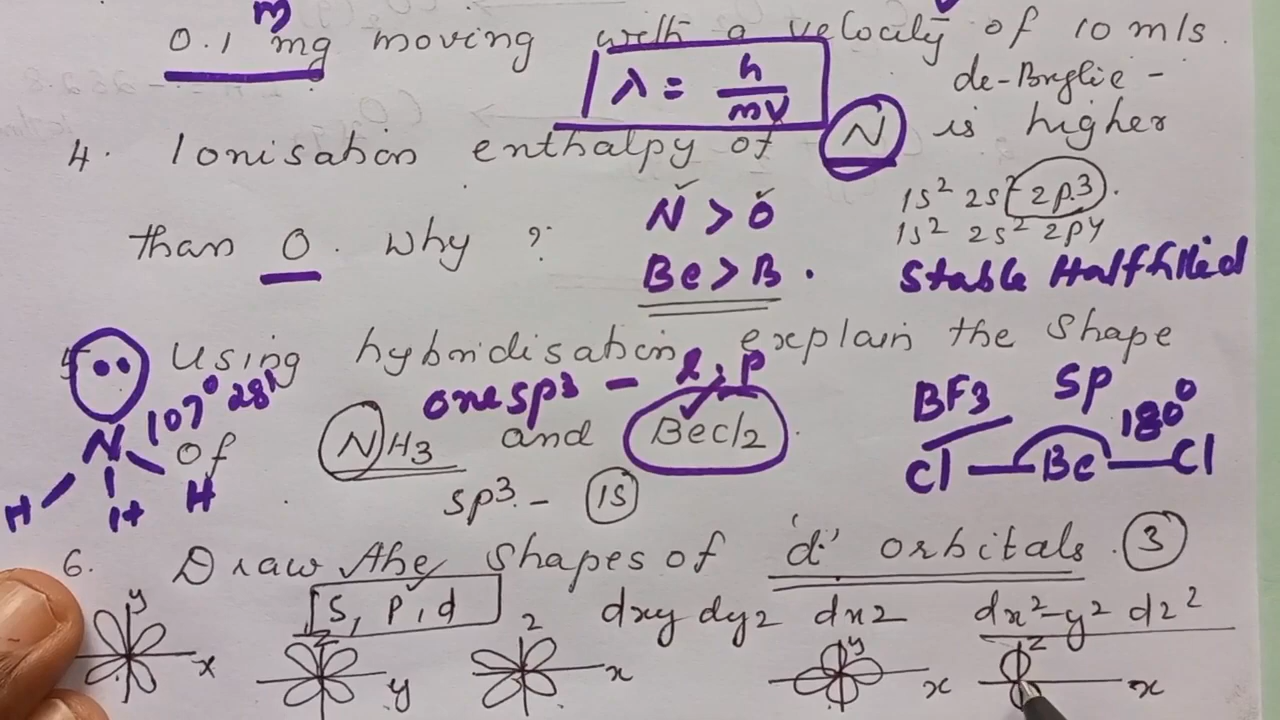 m
0.1 mg moving with a velocity of 10 m/s.
λ = h/mv
de-Broglie -
4. Ionisation enthalpy of N is higher
1s² 2s² 2p3.
than O. Why ?
N > O
1s² 2s² 2p4
Be > B.
Stable Half filled
Using hybridisation, explain the shape
107° 28'
one sp3 - l.p
BF3
SP
180°
N
of NH3 and BeCl2.
Cl - Be - Cl
H H H
sp3 - 1s
6. Draw the shapes of 'd' orbitals. 3
S, P, d
dxy dyz dxz dx²-y² dz²
y z z y z
x y x x x